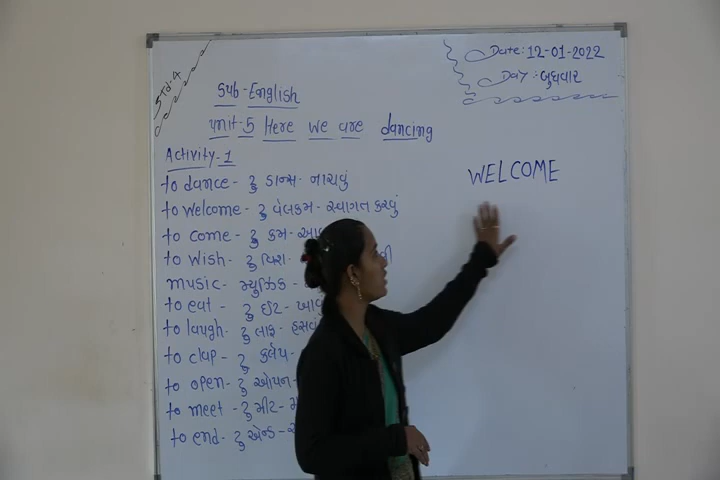 Std-4
Date: 12-01-2022
Day: બુધવાર
Sub-English
Unit-5 Here we are dancing
Activity-1
to dance - ટુ ડાન્સ - નાચવું
WELCOME
to welcome - ટુ વેલકમ - સ્વાગત કરવું
to come - ટુ કમ -
to wish - ટુ વિશ -
music - મ્યુઝિક -
to eat - ટુ ઈટ - ખાવું
to laugh - ટુ લાફ - હસવું
to clap - ટુ ક્લેપ -
to open - ટુ ઓપન -
to meet - ટુ મીટ -
to end - ટુ એન્ડ -